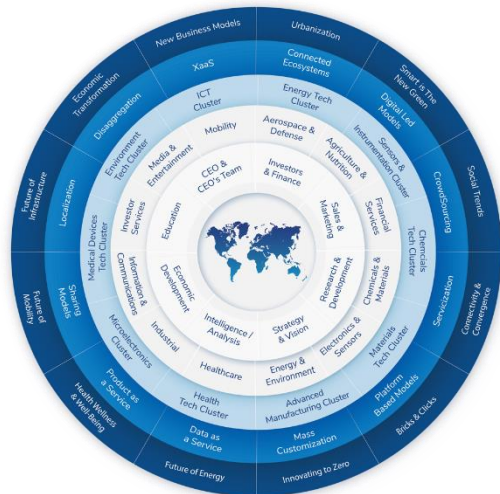 New Business Models
Urbanization
Smart is The
New Green
Social Trends
Connectivity &
Convergence
Bricks & Clicks
Innovating to Zero
Future of Energy
Health Wellness
& Well-Being
Future of
Mobility
Future of
Infrastructure
Economic
Transformation
XaaS
Connected
Ecosystems
Digital Led
Models
CrowdSourcing
Servicization
Platform
Based Models
Mass
Customization
Data as
a Service
Product as
a Service
Sharing
Models
Localization
Disaggregation
ICT
Cluster
Energy Tech
Cluster
Sensors &
Instrumentation Cluster
Chemcials
Tech Cluster
Materials
Tech Cluster
Advanced
Manufacturing Cluster
Health
Tech Cluster
Microelectronics
Cluster
Medical Devices
Tech Cluster
Environment
Tech Cluster
Mobility
Aerospace &
Defense
Agriculture &
Nutrition
Financial
Services
Chemicals &
Materials
Electronics &
Sensors
Energy &
Environment
Healthcare
Industrial
Information &
Communications
Investor
Services
Media &
Entertainment
CEO &
CEO's Team
Investors
& Finance
Sales &
Marketing
Research &
Development
Strategy
& Vision
Intelligence /
Analysis
Economic
Development
Education